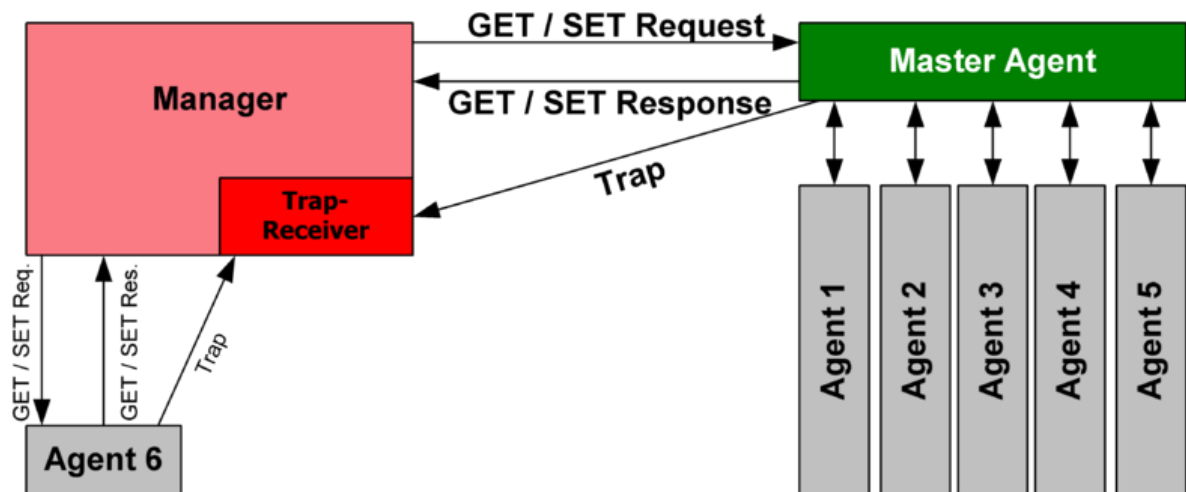 GET / SET Request
Master Agent
Manager
GET / SET Response
Trap
Trap-
Receiver
GET / SET Req.
GET / SET Res.
Trap
Agent 1
Agent 2
Agent 3
Agent 4
Agent 5
Agent 6